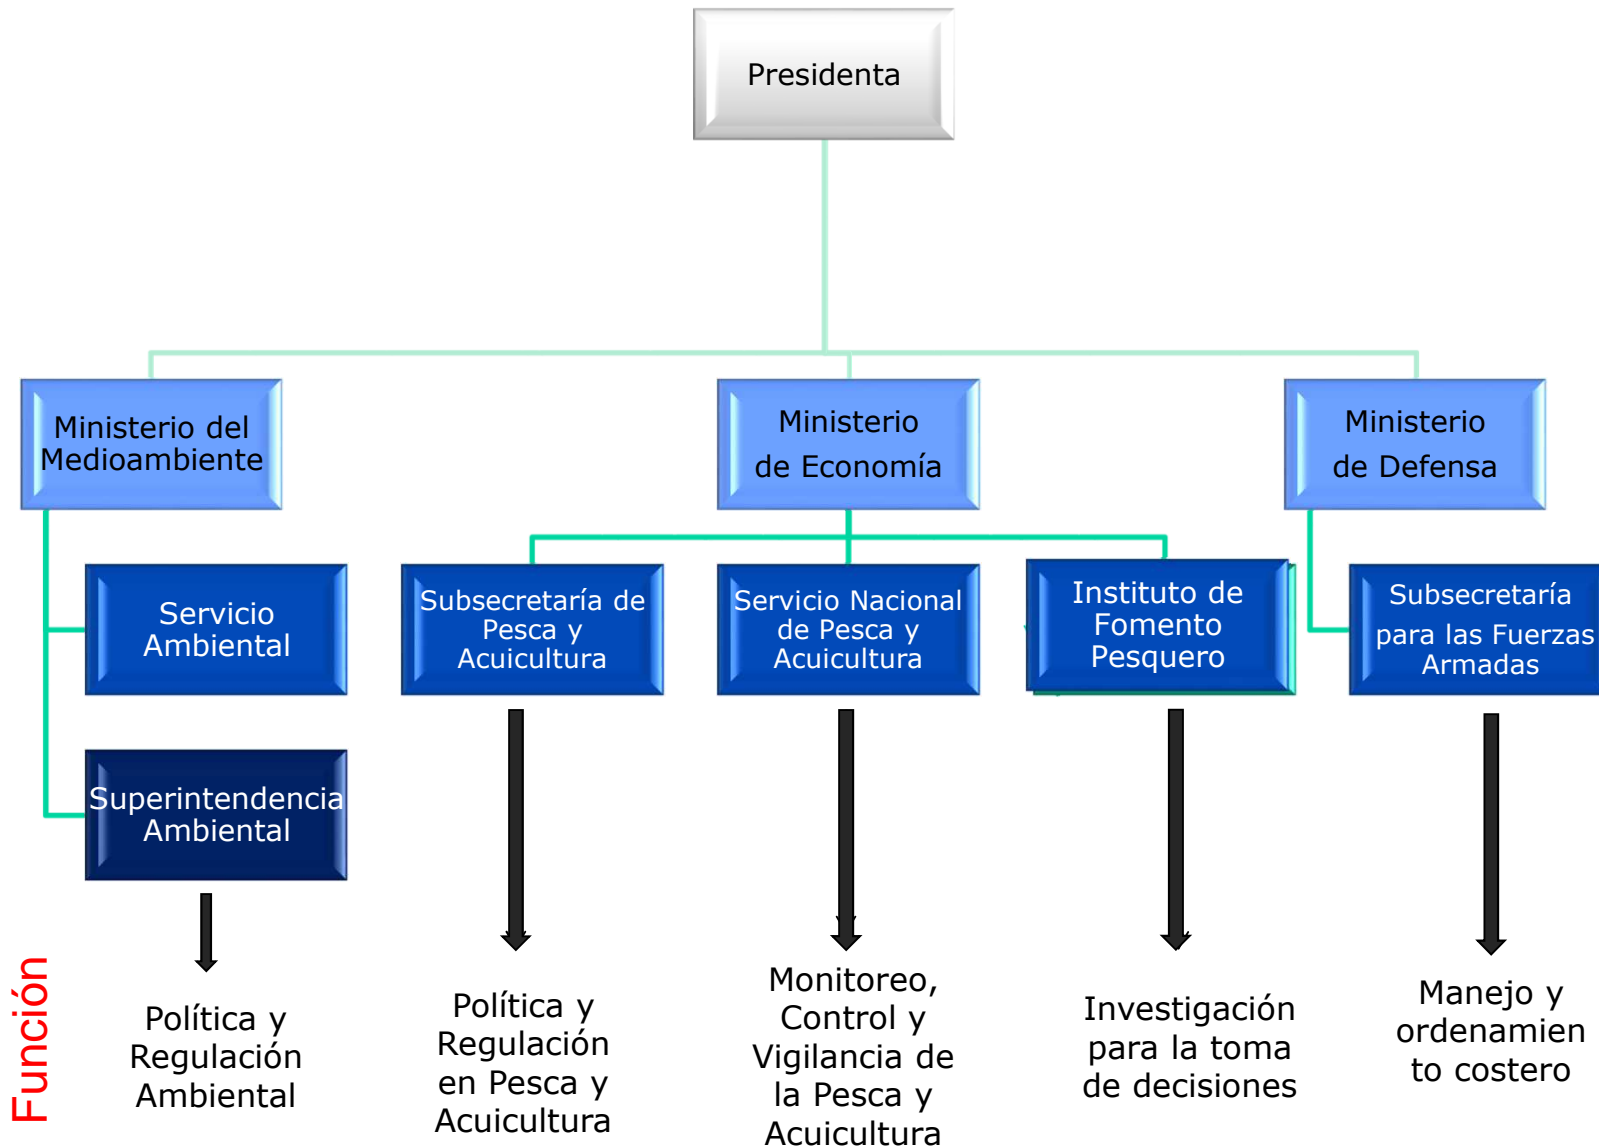 Presidenta
Ministerio del
Medioambiente
Ministerio
de Economía
Ministerio
de Defensa
Servicio
Ambiental
Subsecretaría de
Pesca y
Acuicultura
Servicio Nacional
de Pesca y
Acuicultura
Instituto de
Fomento
Pesquero
Subsecretaría
para las Fuerzas
Armadas
Superintendencia
Ambiental
Función
Política y
Regulación
Ambiental
Política y
Regulación
en Pesca y
Acuicultura
Monitoreo,
Control y
Vigilancia de
la Pesca y
Acuicultura
Investigación
para la toma
de decisiones
Manejo y
ordenamien
to costero